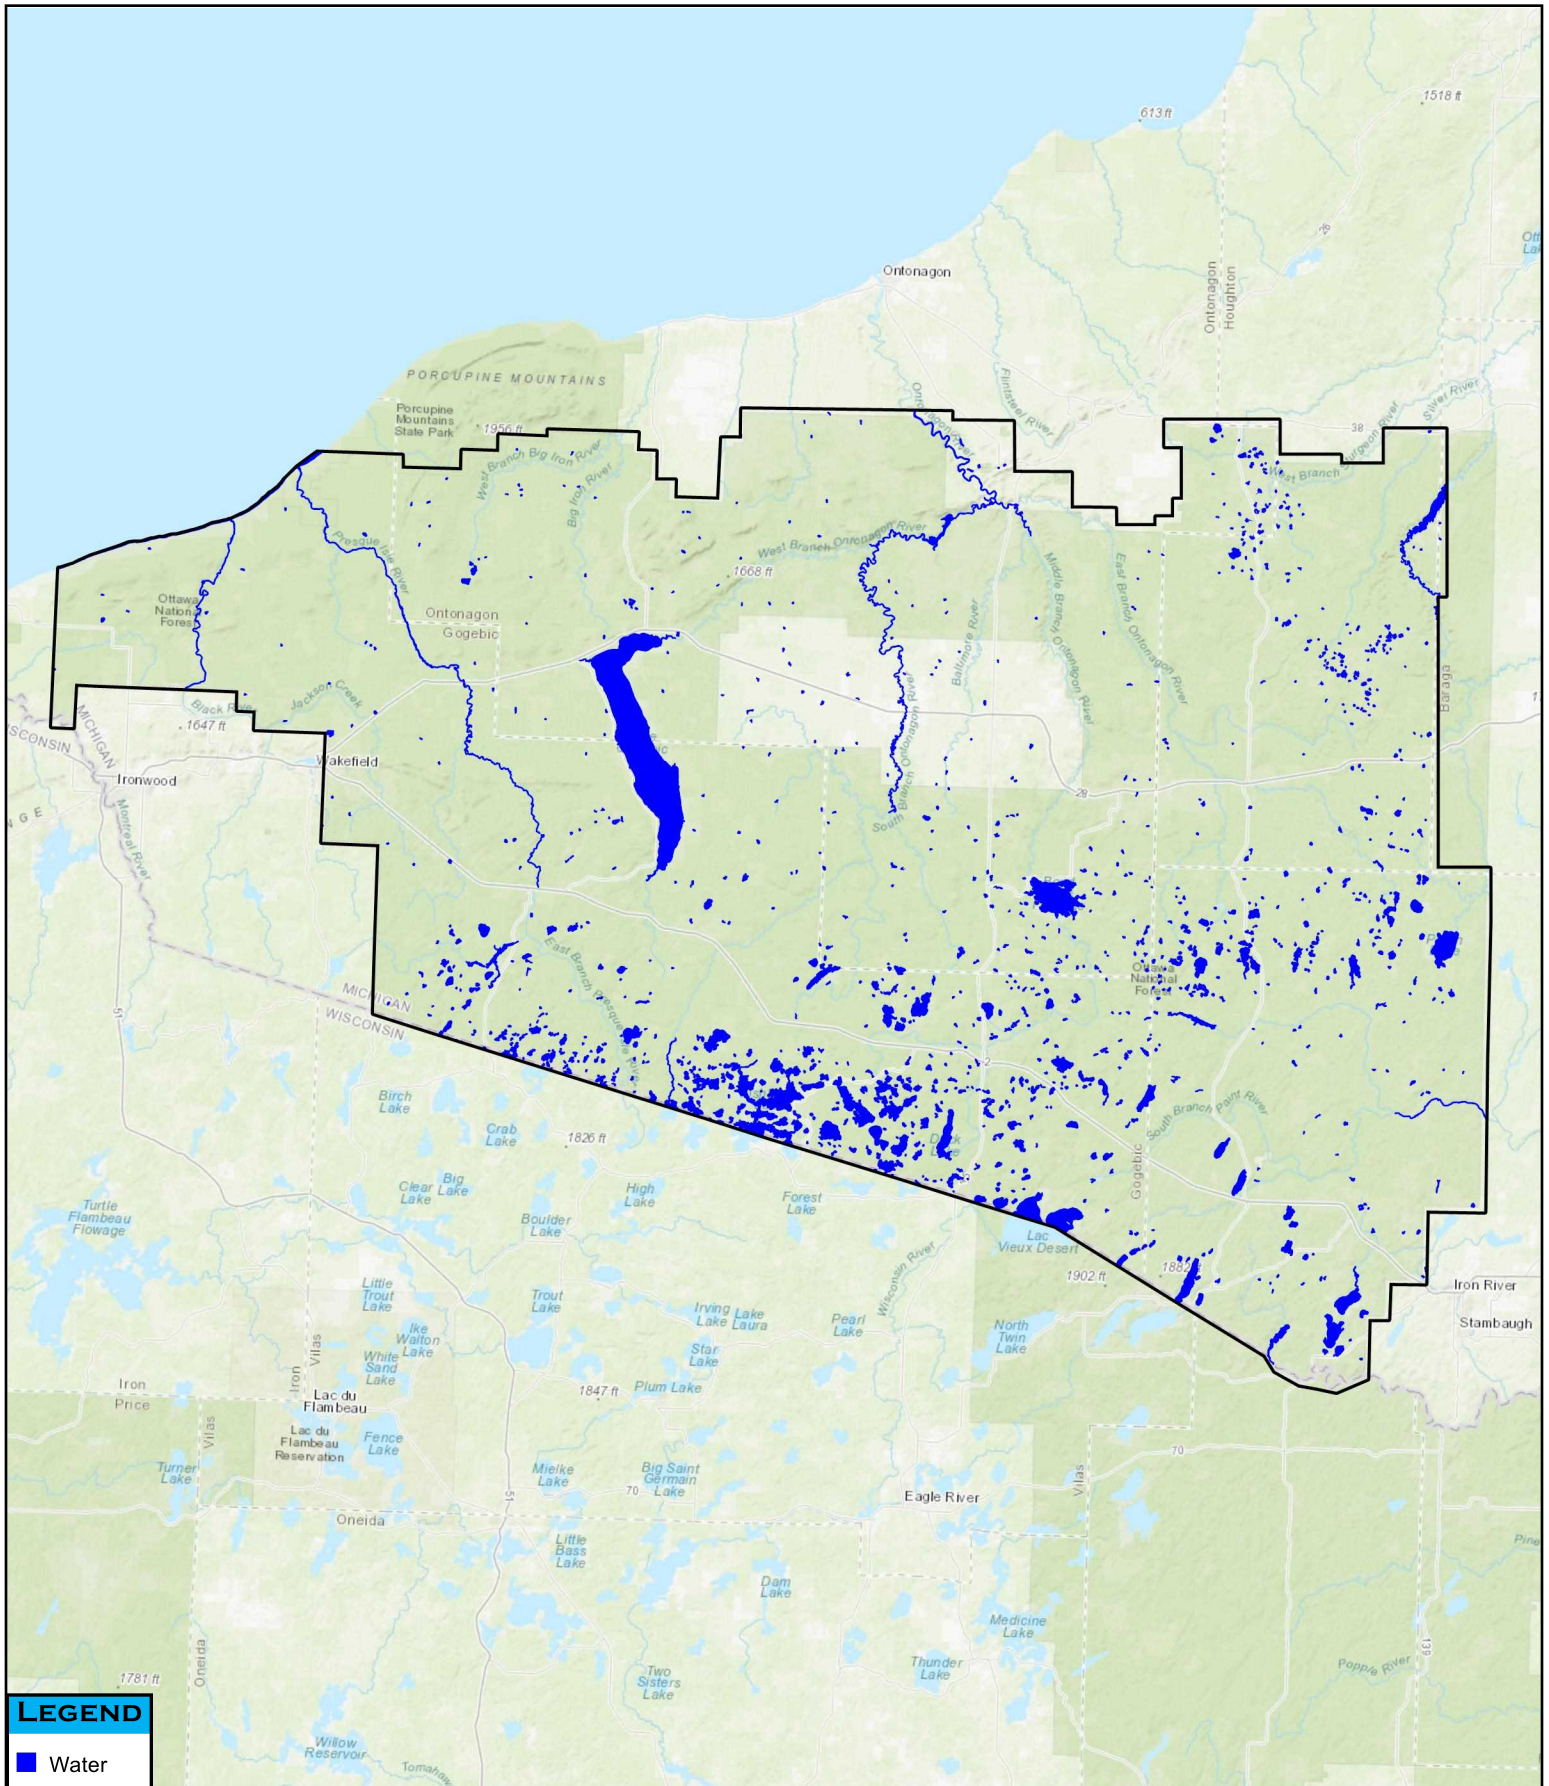 1518 ft
613 ft
26
Ott
Lak
Ontonagon
Ontonagon
Houghton
PORCUPINE MOUNTAINS
Porcupine
Mountains
State Park
1956 ft
Flintsteel River
Silver River
38
West Branch Sturgeon River
West Branch Big Iron River
Big Iron River
Presque Isle River
West Branch Ontonagon River
1668 ft
Middle Branch Ontonagon River
East Branch Ontonagon River
Baltimore River
Ottawa
National
Forest
Ontonagon
Gogebic
Jackson Creek
Black River
1647 ft
Baraga
MICHIGAN
Wakefield
Ironwood
Montreal River
South Branch Ontonagon River
28
East Branch Presque Isle River
Ottawa
National
Forest
MICHIGAN
WISCONSIN
51
2
South Branch Paint River
Gogebic
Birch
Lake
Crab
Lake
1826 ft
Big
Lake
Clear
Lake
High
Lake
Forest
Lake
Boulder
Lake
Turtle
Flambeau
Flowage
Lac
Vieux Desert
Wisconsin River
1902 ft
Iron River
Stambaugh
Little
Trout
Lake
Trout
Lake
Irving
Lake
Lake
Laura
Pearl
Lake
North
Twin
Lake
Ike
Walton
Lake
White
Sand
Lake
Star
Lake
Plum Lake
1847 ft
Iron
Vilas
Iron
Price
Lac du
Flambeau
Lac du
Flambeau
Reservation
Fence
Lake
Vilas
Turner
Lake
Mielke
Lake
Big Saint
Germain
Lake
70
51
Eagle River
Vilas
70
Oneida
Little
Bass
Lake
Dam
Lake
Pine
Medicine
Lake
Thunder
Lake
Two
Sisters
Lake
139
Popple River
Oneida
1781 ft
Willow
Reservoir
LEGEND
Water